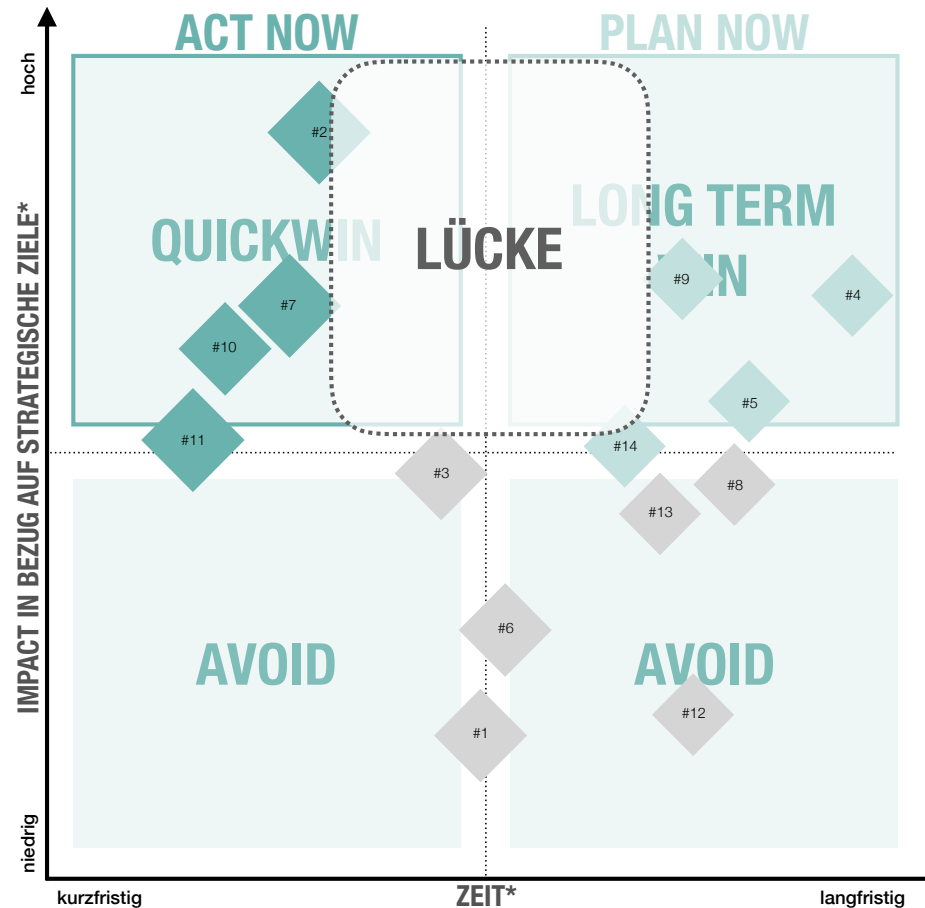 ACT NOW
PLAN NOW
hoch
#2
QUICKWIN
LÜCKE
LONG TERM
WIN
#9
#4
#7
#10
#5
#11
#14
#3
#8
#13
IMPACT IN BEZUG AUF STRATEGISCHE ZIELE*
#6
AVOID
AVOID
#12
#1
niedrig
kurzfristig
ZEIT*
langfristig